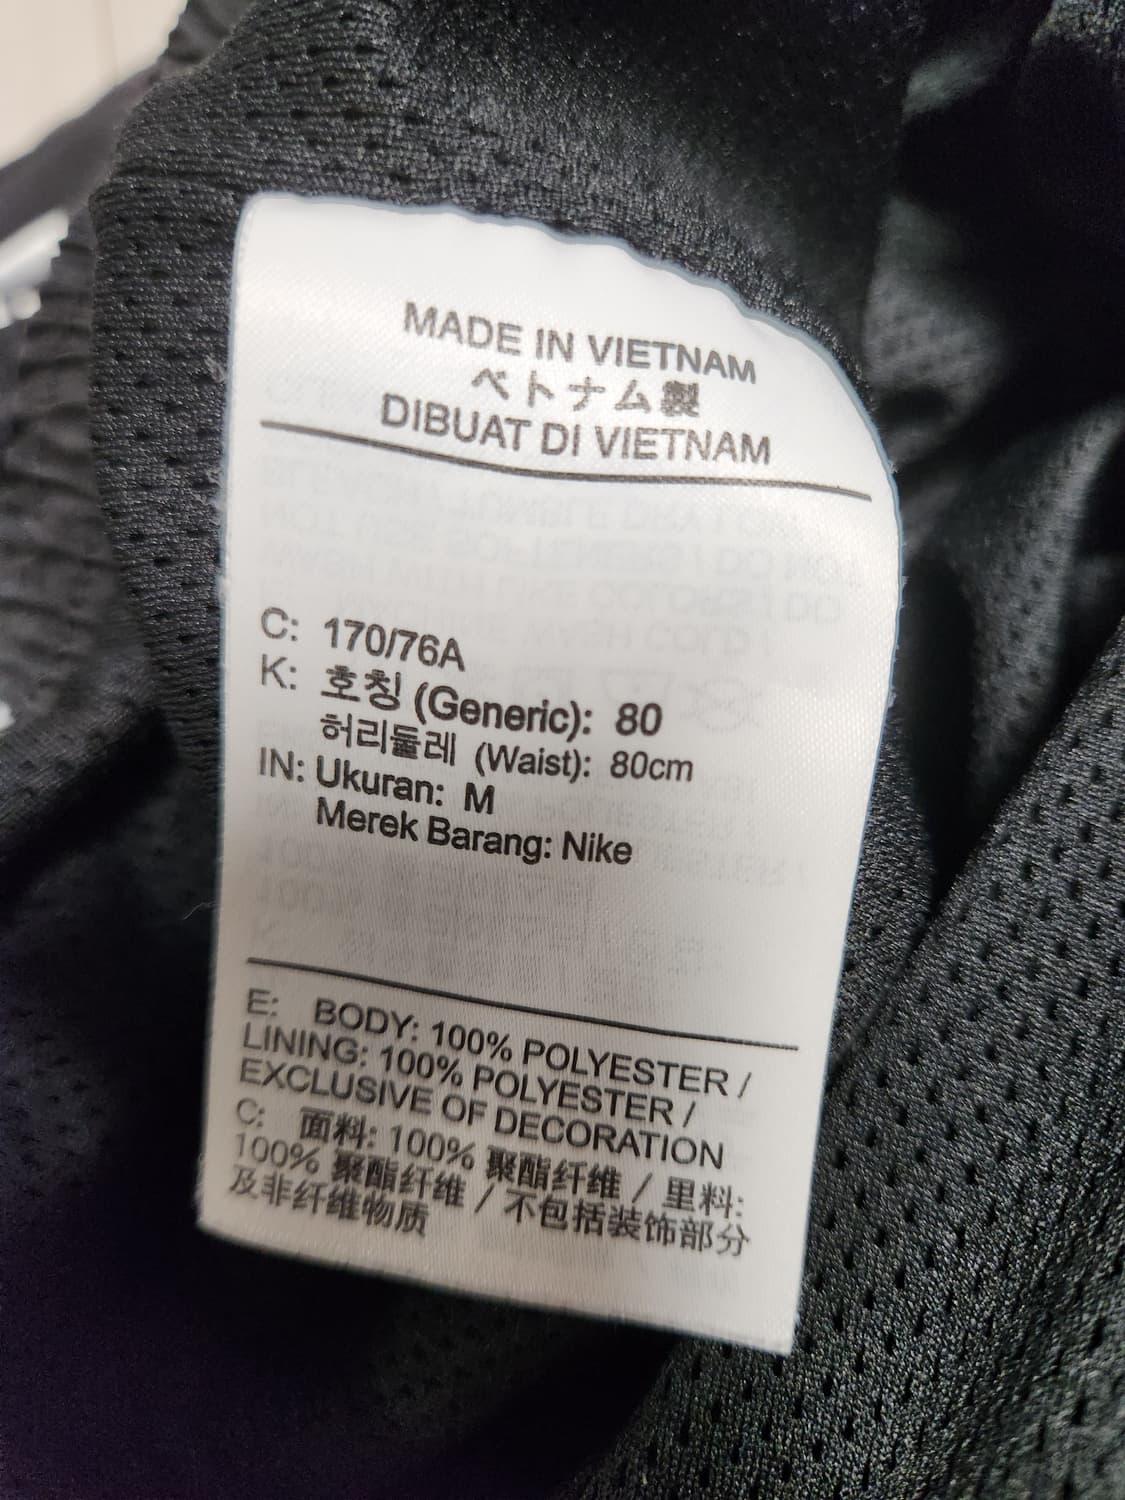 MADE IN VIETNAM
ベトナム製
DIBUAT DI VIETNAM
C: 170/76A
K: 호칭 (Generic): 80
허리둘레 (Waist): 80cm
IN: Ukuran: M
Merek Barang: Nike
E: BODY: 100% POLYESTER /
LINING: 100% POLYESTER /
EXCLUSIVE OF DECORATION
C: 面料: 100% 聚酯纤维 / 里料:
100% 聚酯纤维 / 不包括装饰部分
及非纤维物质